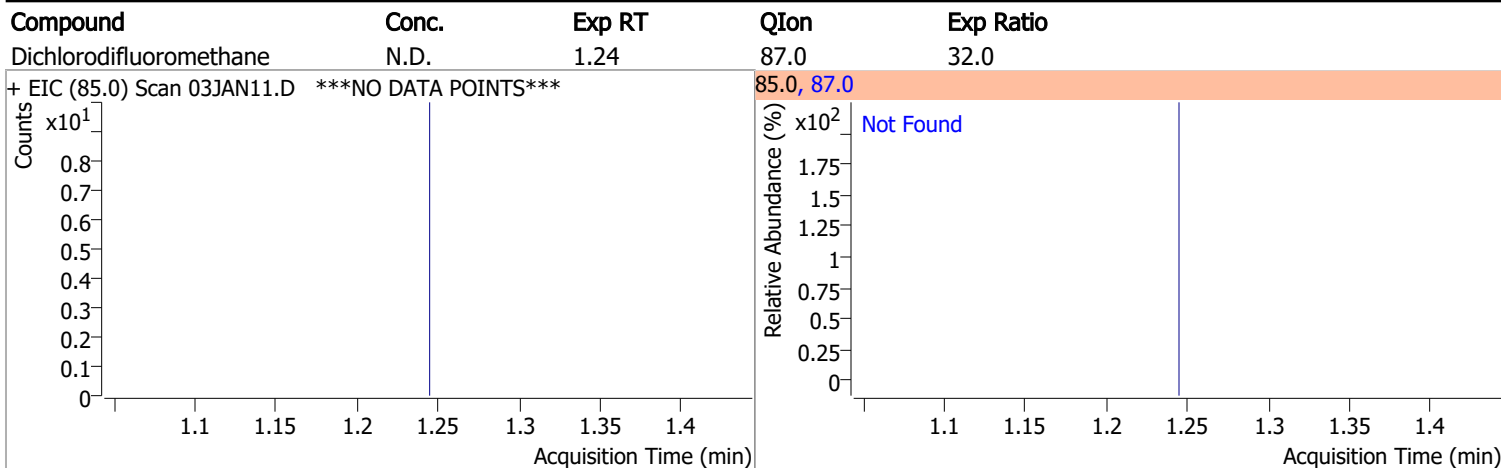 Compound Conc. Exp RT QIon Exp Ratio
Dichlorodifluoromethane N.D. 1.24 87.0 32.0
+ EIC (85.0) Scan 03JAN11.D ***NO DATA POINTS***
Counts
x10¹
0.8
0.7
0.6
0.5
0.4
0.3
0.2
0.1
0
1.1 1.15 1.2 1.25 1.3 1.35 1.4
Acquisition Time (min)
85.0, 87.0
Relative Abundance (%)
x10²
Not Found
1.75
1.5
1.25
1
0.75
0.5
0.25
0
1.1 1.15 1.2 1.25 1.3 1.35 1.4
Acquisition Time (min)